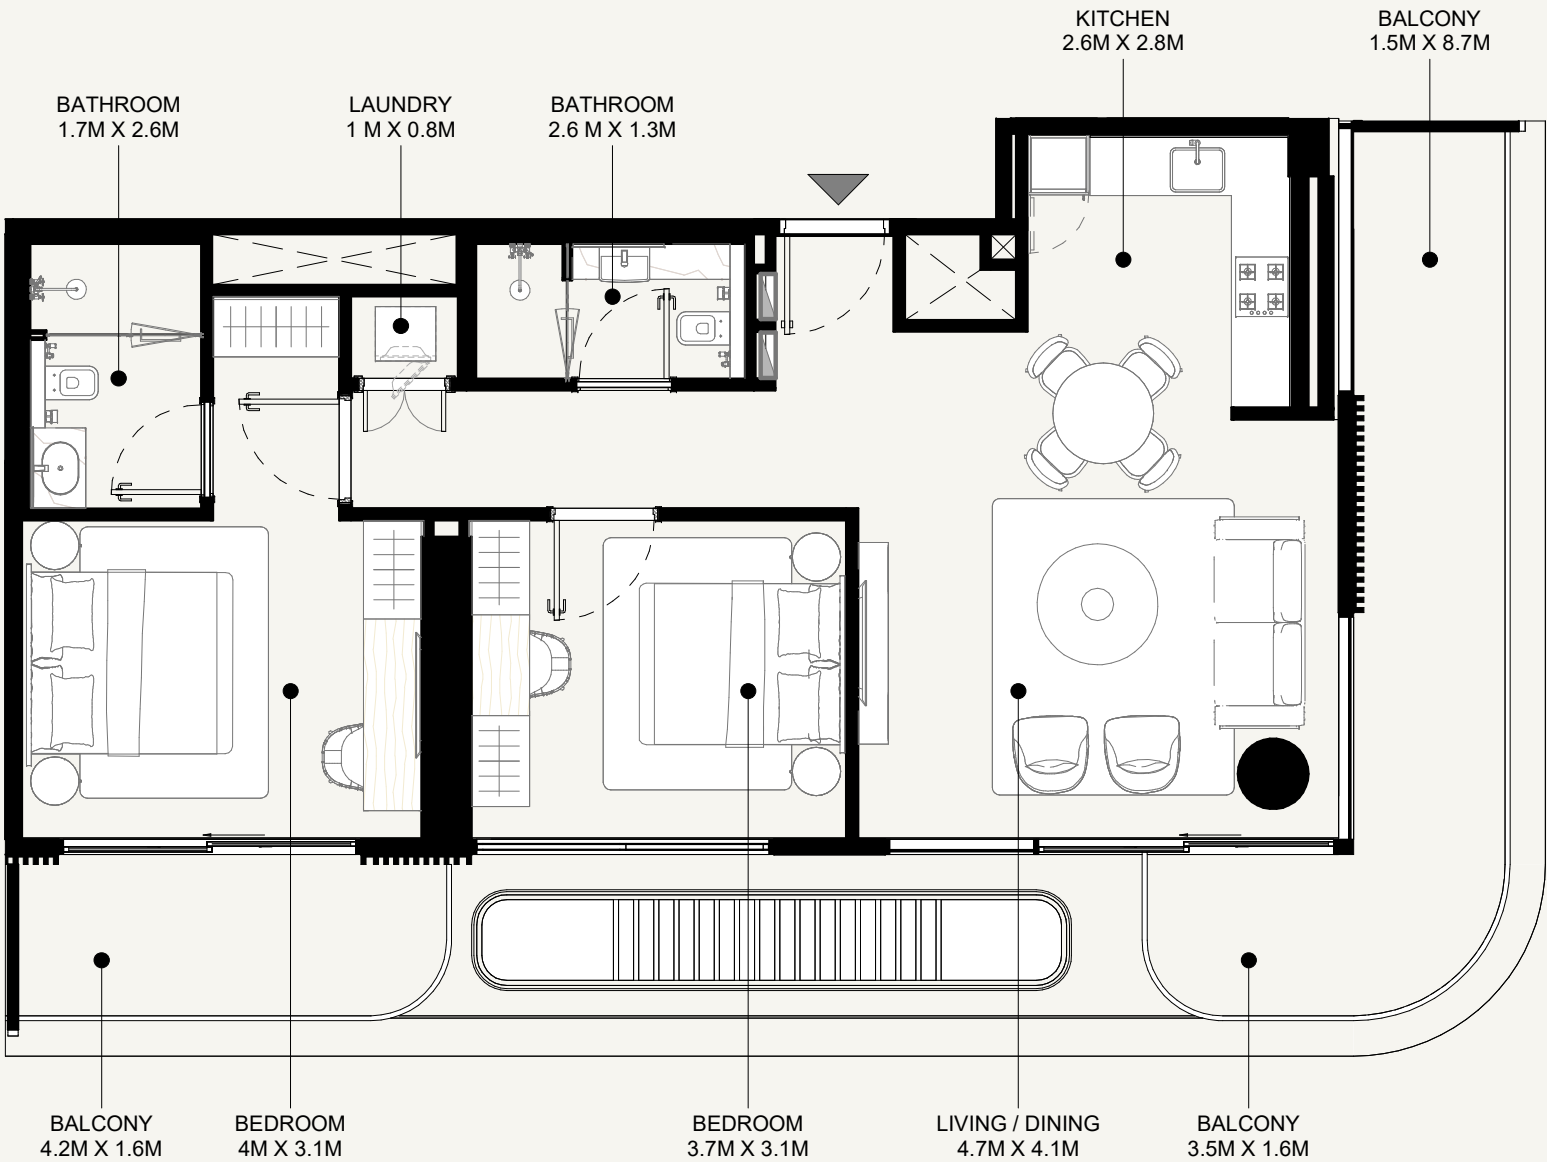 KITCHEN
2.6M X 2.8M
BALCONY
1.5M X 8.7M
BATHROOM
1.7M X 2.6M
LAUNDRY
1 M X 0.8M
BATHROOM
2.6 M X 1.3M
BALCONY
4.2M X 1.6M
BEDROOM
4M X 3.1M
BEDROOM
3.7M X 3.1M
LIVING / DINING
4.7M X 4.1M
BALCONY
3.5M X 1.6M